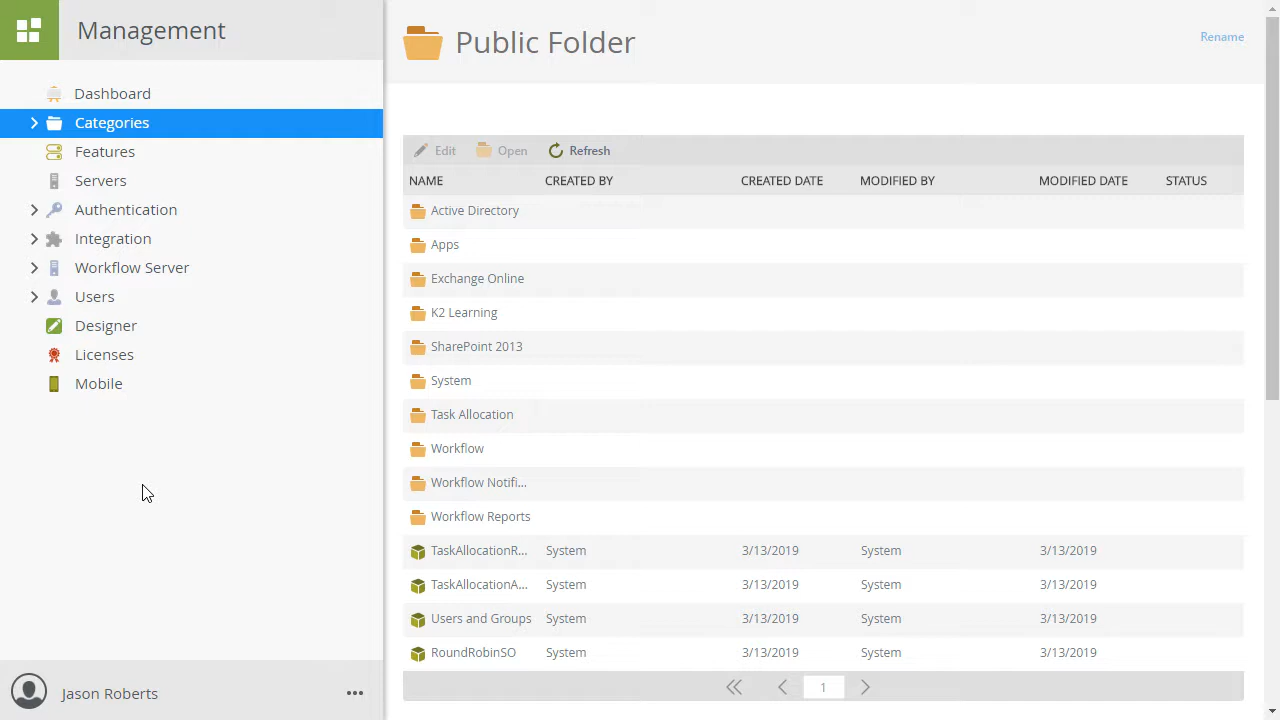 Management
Dashboard
Categories
Features
Servers
Authentication
Integration
Workflow Server
Users
Designer
Licenses
Mobile
Jason Roberts
Public Folder
Rename
Edit Open Refresh
NAME CREATED BY CREATED DATE MODIFIED BY MODIFIED DATE STATUS
Active Directory
Apps
Exchange Online
K2 Learning
SharePoint 2013
System
Task Allocation
Workflow
Workflow Notifi...
Workflow Reports
TaskAllocationR... System 3/13/2019 System 3/13/2019
TaskAllocationA... System 3/13/2019 System 3/13/2019
Users and Groups System 3/13/2019 System 3/13/2019
RoundRobinSO System 3/13/2019 System 3/13/2019
1